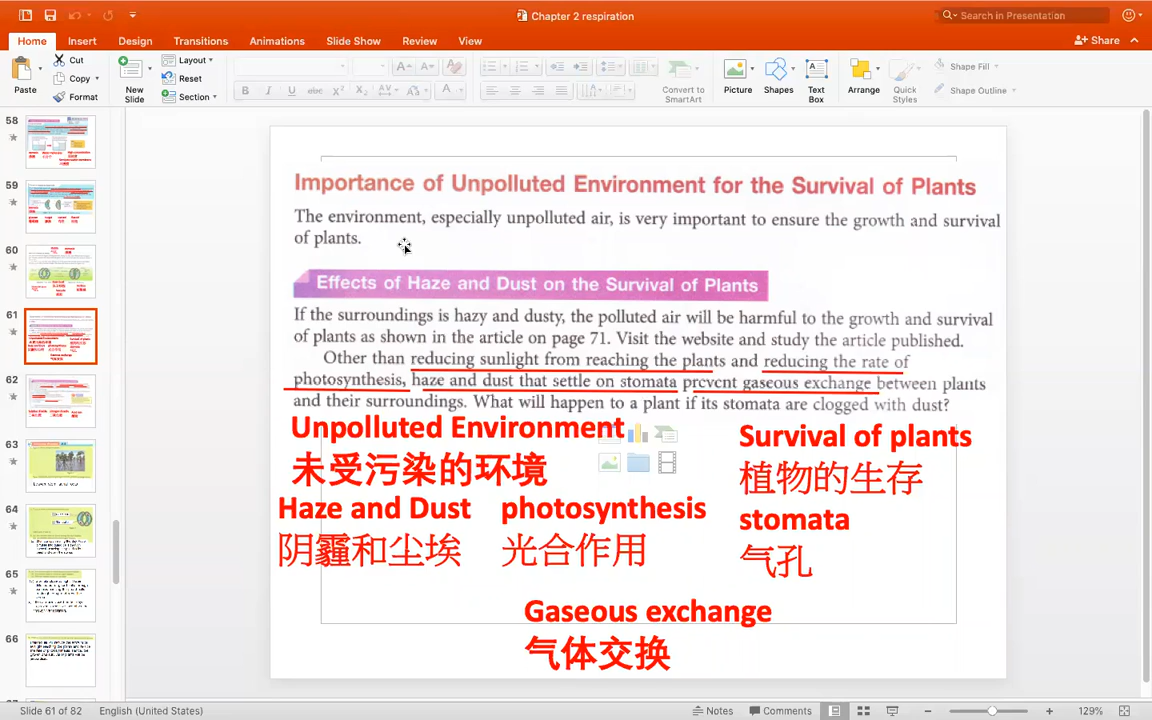 Chapter 2 respiration
Search in Presentation
Home Insert Design Transitions Animations Slide Show Review View
Share
Paste
Cut
Copy
Format
New Slide
Layout
Reset
Section
Convert to SmartArt
Picture
Shapes
Text Box
Arrange
Quick Styles
Shape Fill
Shape Outline
58
59
60
61
62
63
64
65
66
Importance of Unpolluted Environment for the Survival of Plants
The environment, especially unpolluted air, is very important to ensure the growth and survival
of plants.
Effects of Haze and Dust on the Survival of Plants
If the surroundings is hazy and dusty, the polluted air will be harmful to the growth and survival
of plants as shown in the article on page 71. Visit the website and study the article published.
Other than reducing sunlight from reaching the plants and reducing the rate of
photosynthesis, haze and dust that settle on stomata prevent gaseous exchange between plants
and their surroundings. What will happen to a plant if its stomata are clogged with dust?
Unpolluted Environment
未受污染的环境
Survival of plants
植物的生存
Haze and Dust
阴霾和尘埃
photosynthesis
光合作用
stomata
气孔
Gaseous exchange
气体交换
Slide 61 of 82
English (United States)
Notes
Comments
129%